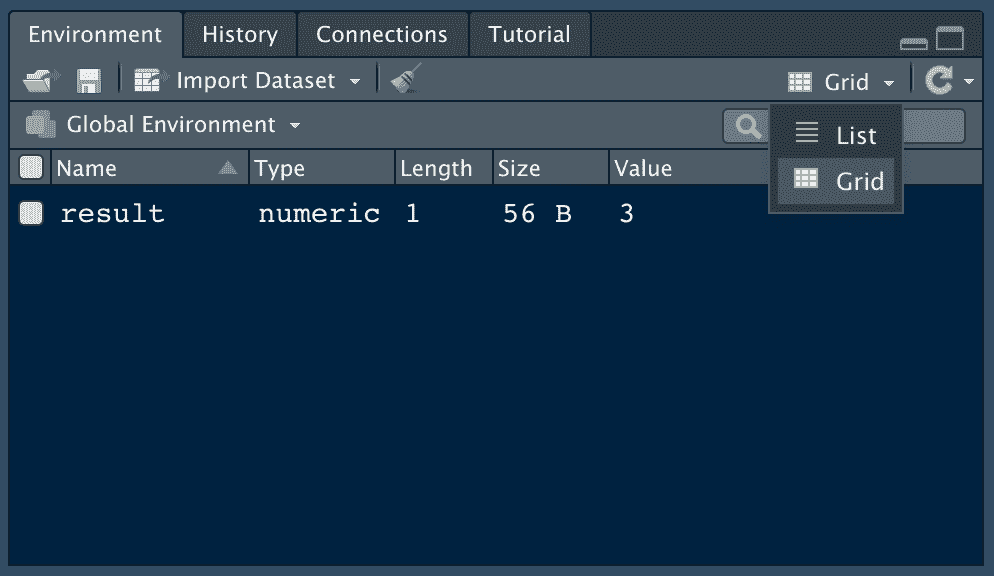 Environment History Connections Tutorial
Import Dataset Grid
Global Environment
List
Name Type Length Size Value
Grid
result numeric 1 56 B 3